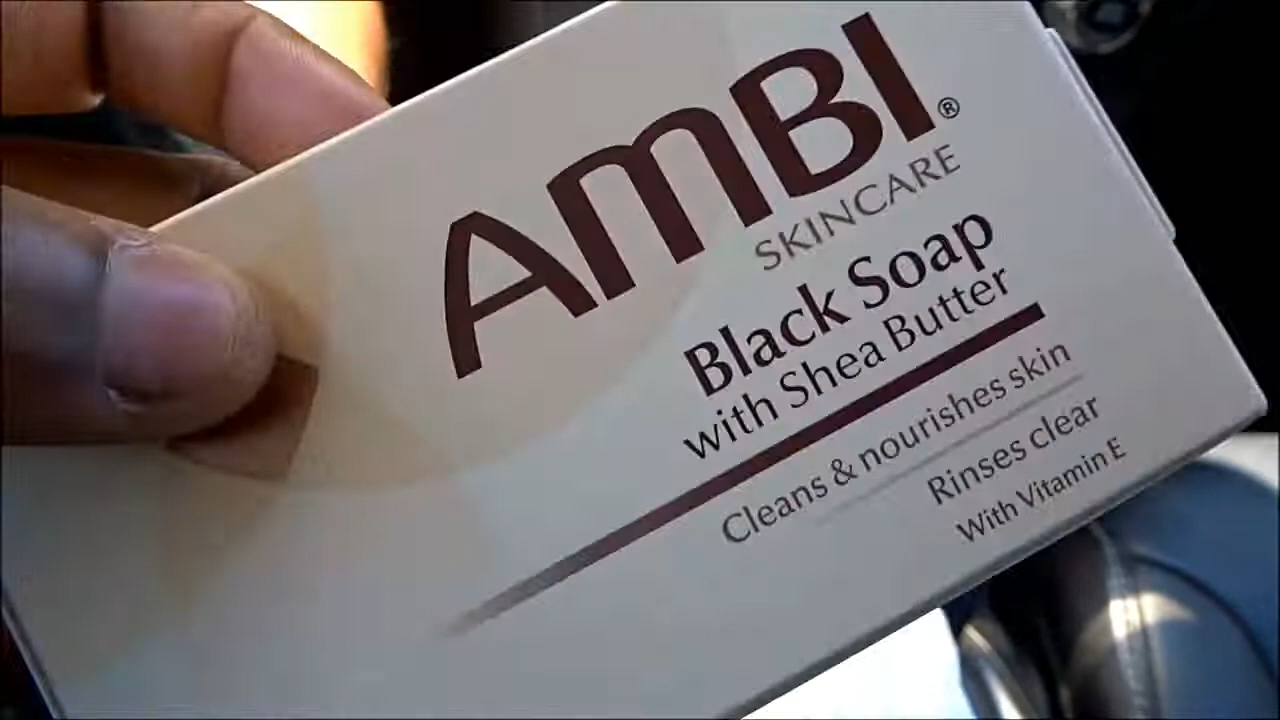 AMBI®
SKINCARE
Black Soap
with Shea Butter
Cleans & nourishes skin
Rinses clear
With Vitamin E